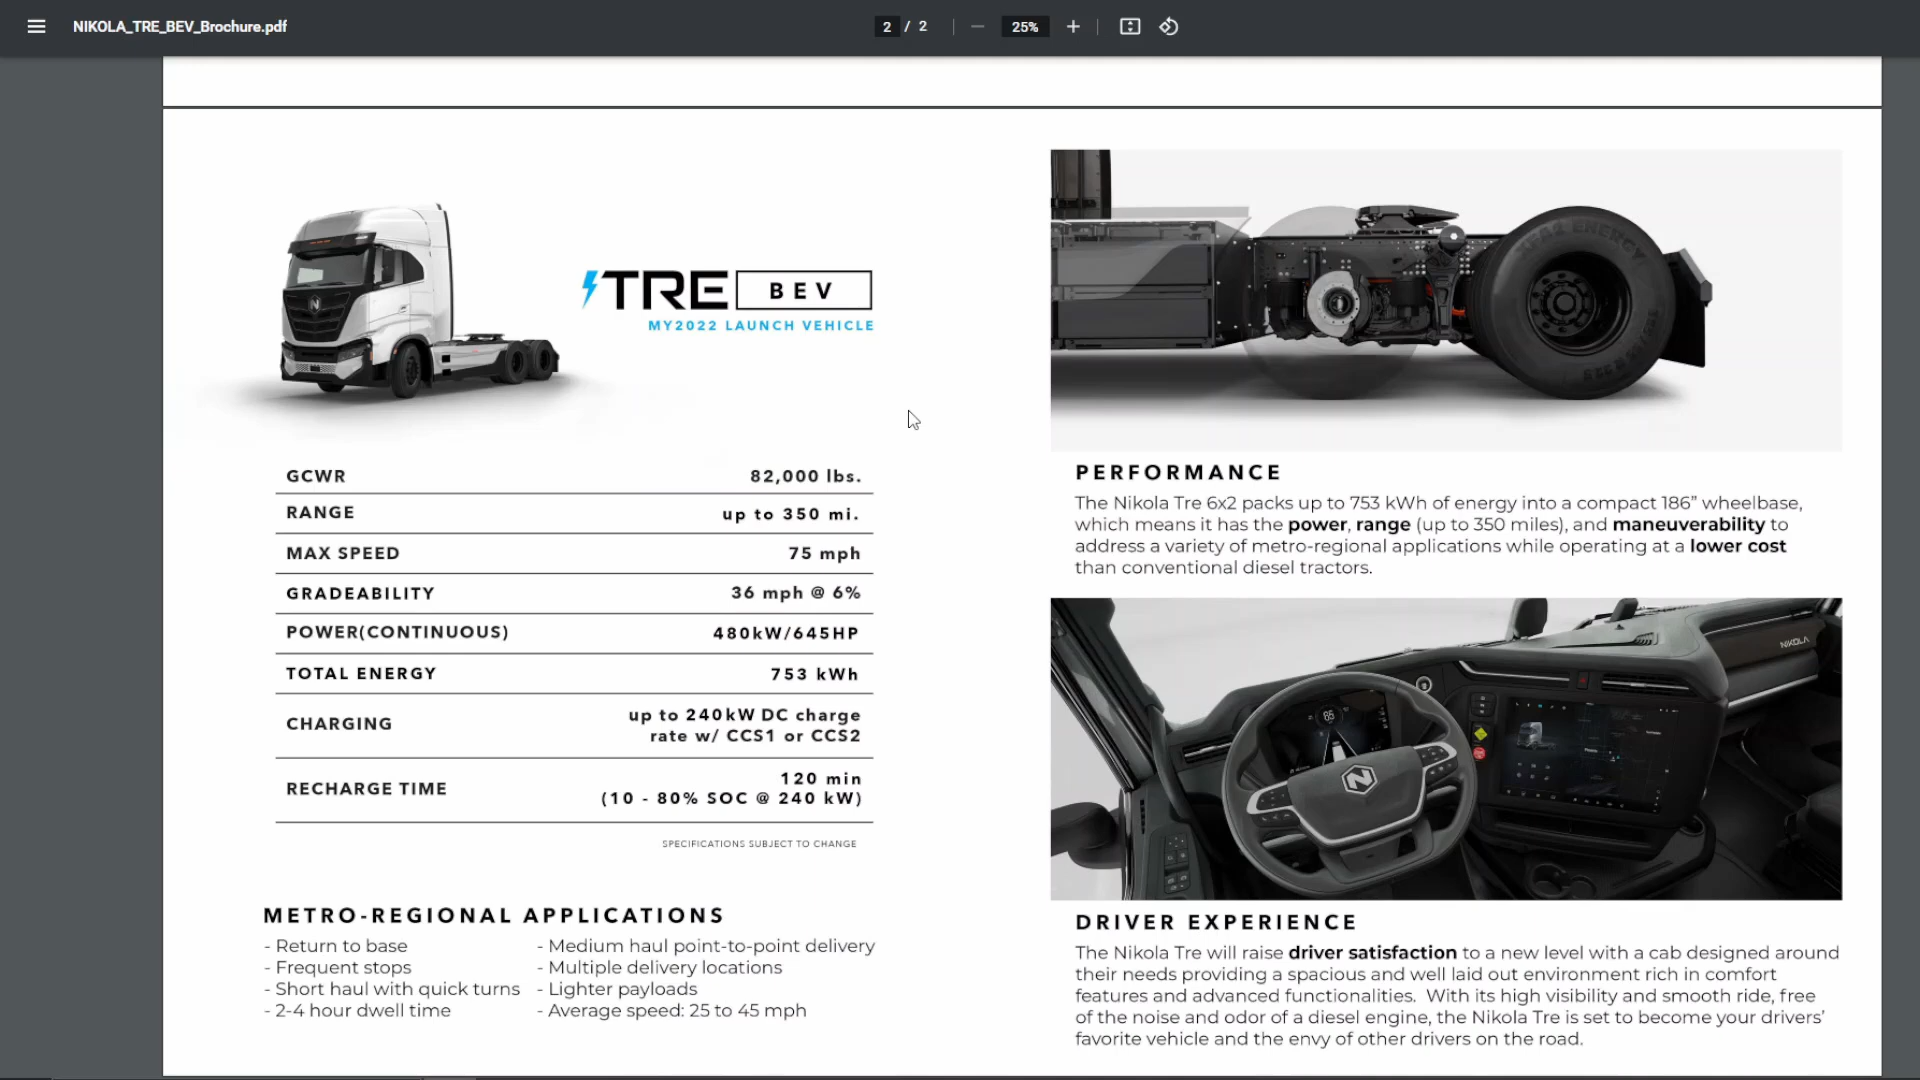 NIKOLA_TRE_BEV_Brochure.pdf
2 / 2
25%
TRE BEV
MY2022 LAUNCH VEHICLE
GCWR 82,000 lbs.
RANGE up to 350 mi.
MAX SPEED 75 mph
GRADEABILITY 36 mph @ 6%
POWER(CONTINUOUS) 480kW/645HP
TOTAL ENERGY 753 kWh
CHARGING up to 240kW DC charge
rate w/ CCS1 or CCS2
RECHARGE TIME 120 min
(10 - 80% SOC @ 240 kW)
SPECIFICATIONS SUBJECT TO CHANGE
METRO-REGIONAL APPLICATIONS
- Return to base
- Frequent stops
- Short haul with quick turns
- 2-4 hour dwell time
- Medium haul point-to-point delivery
- Multiple delivery locations
- Lighter payloads
- Average speed: 25 to 45 mph
PERFORMANCE
The Nikola Tre 6x2 packs up to 753 kWh of energy into a compact 186” wheelbase,
which means it has the power, range (up to 350 miles), and maneuverability to
address a variety of metro-regional applications while operating at a lower cost
than conventional diesel tractors.
NIKOLA
65
DRIVER EXPERIENCE
The Nikola Tre will raise driver satisfaction to a new level with a cab designed around
their needs providing a spacious and well laid out environment rich in comfort
features and advanced functionalities.  With its high visibility and smooth ride, free
of the noise and odor of a diesel engine, the Nikola Tre is set to become your drivers’
favorite vehicle and the envy of other drivers on the road.